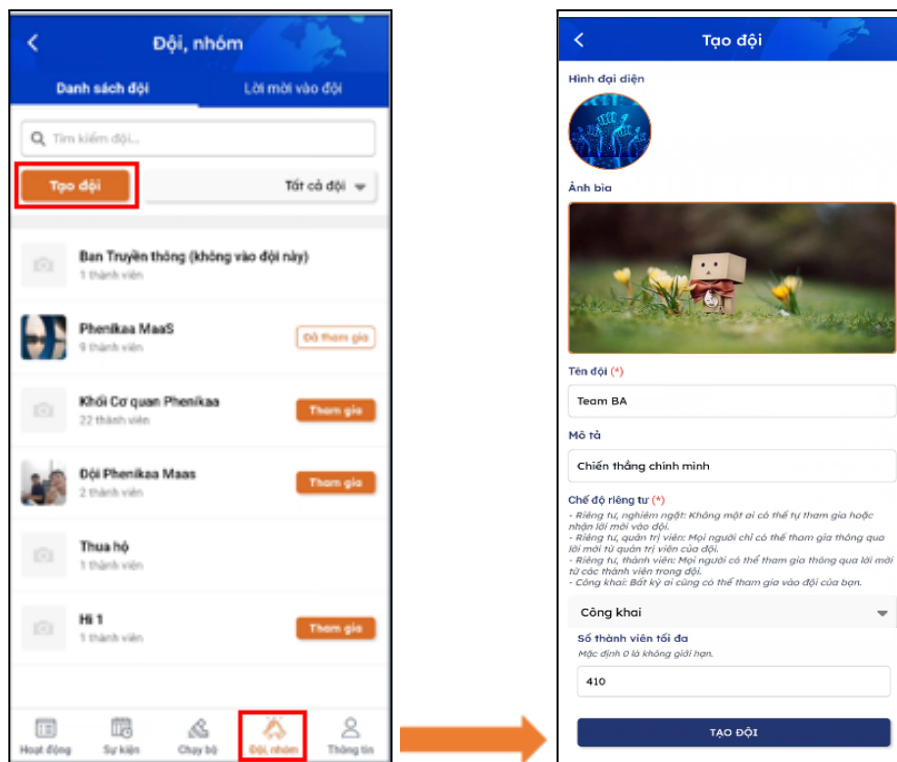 Đội, nhóm
Danh sách đội
Lời mời vào đội
Tìm kiếm đội...
Tạo đội
Tất cả đội
Ban Truyền thông (không vào đội này)
1 thành viên
Phenikaa MaaS
9 thành viên
Đã tham gia
Khối Cơ quan Phenikaa
22 thành viên
Tham gia
Đội Phenikaa Maas
2 thành viên
Tham gia
Thua hộ
1 thành viên
Hi 1
1 thành viên
Tham gia
Hoạt động
Sự kiện
Chạy bộ
Đội, nhóm
Thông tin
Tạo đội
Hình đại diện
Ảnh bìa
Tên đội (*)
Team BA
Mô tả
Chiến thắng chính mình
Chế độ riêng tư (*)
- Riêng tư, nghiêm ngặt: Không một ai có thể tự tham gia hoặc
nhận lời mời vào đội.
- Riêng tư, quản trị viên: Mọi người chỉ có thể tham gia thông qua
lời mời từ quản trị viên của đội.
- Riêng tư, thành viên: Mọi người có thể tham gia thông qua lời mời
từ các thành viên trong đội.
- Công khai: Bất kỳ ai cũng có thể tham gia vào đội của bạn.
Công khai
Số thành viên tối đa
Mặc định 0 là không giới hạn.
410
TẠO ĐỘI